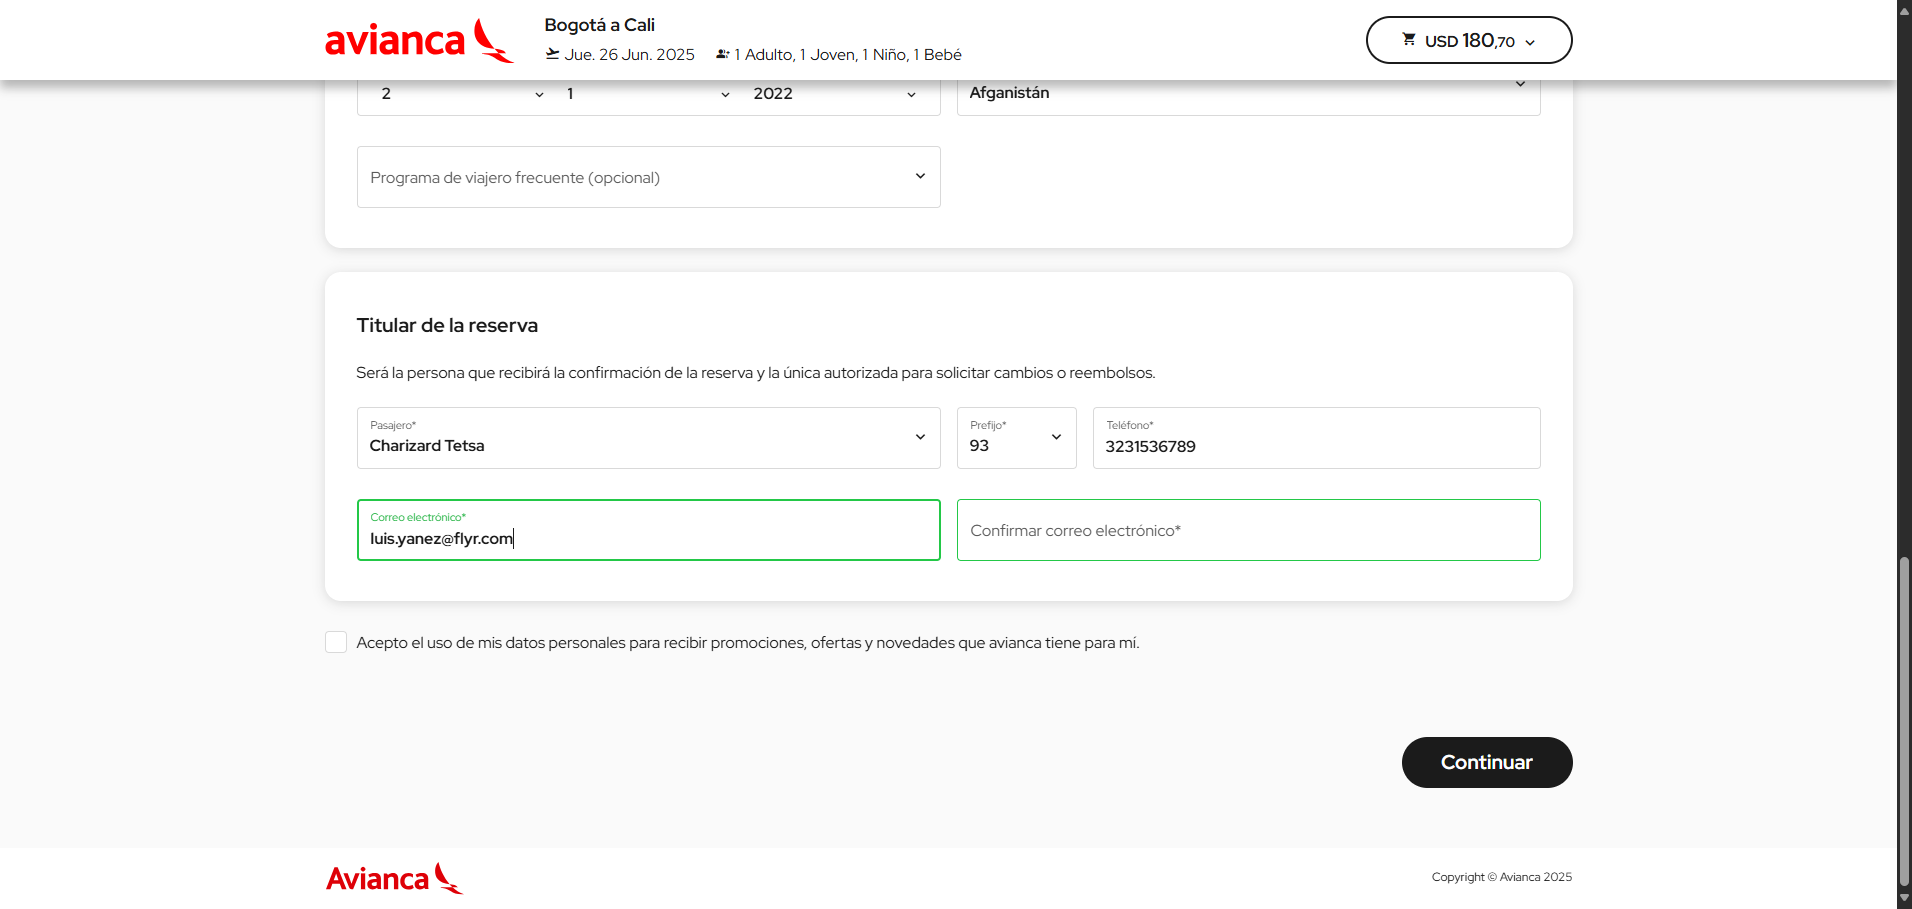 avianca
Bogotá a Cali
Jue. 26 Jun. 2025 1 Adulto, 1 Joven, 1 Niño, 1 Bebé
USD 180,70
2 1 2022
Afganistán
Programa de viajero frecuente (opcional)
Titular de la reserva
Será la persona que recibirá la confirmación de la reserva y la única autorizada para solicitar cambios o reembolsos.
Pasajero* Prefijo* Teléfono*
Charizard Tetsa 93 3231536789
Correo electrónico*
luis.yanez@flyr.com
Confirmar correo electrónico*
Acepto el uso de mis datos personales para recibir promociones, ofertas y novedades que avianca tiene para mí.
Continuar
Avianca
Copyright © Avianca 2025